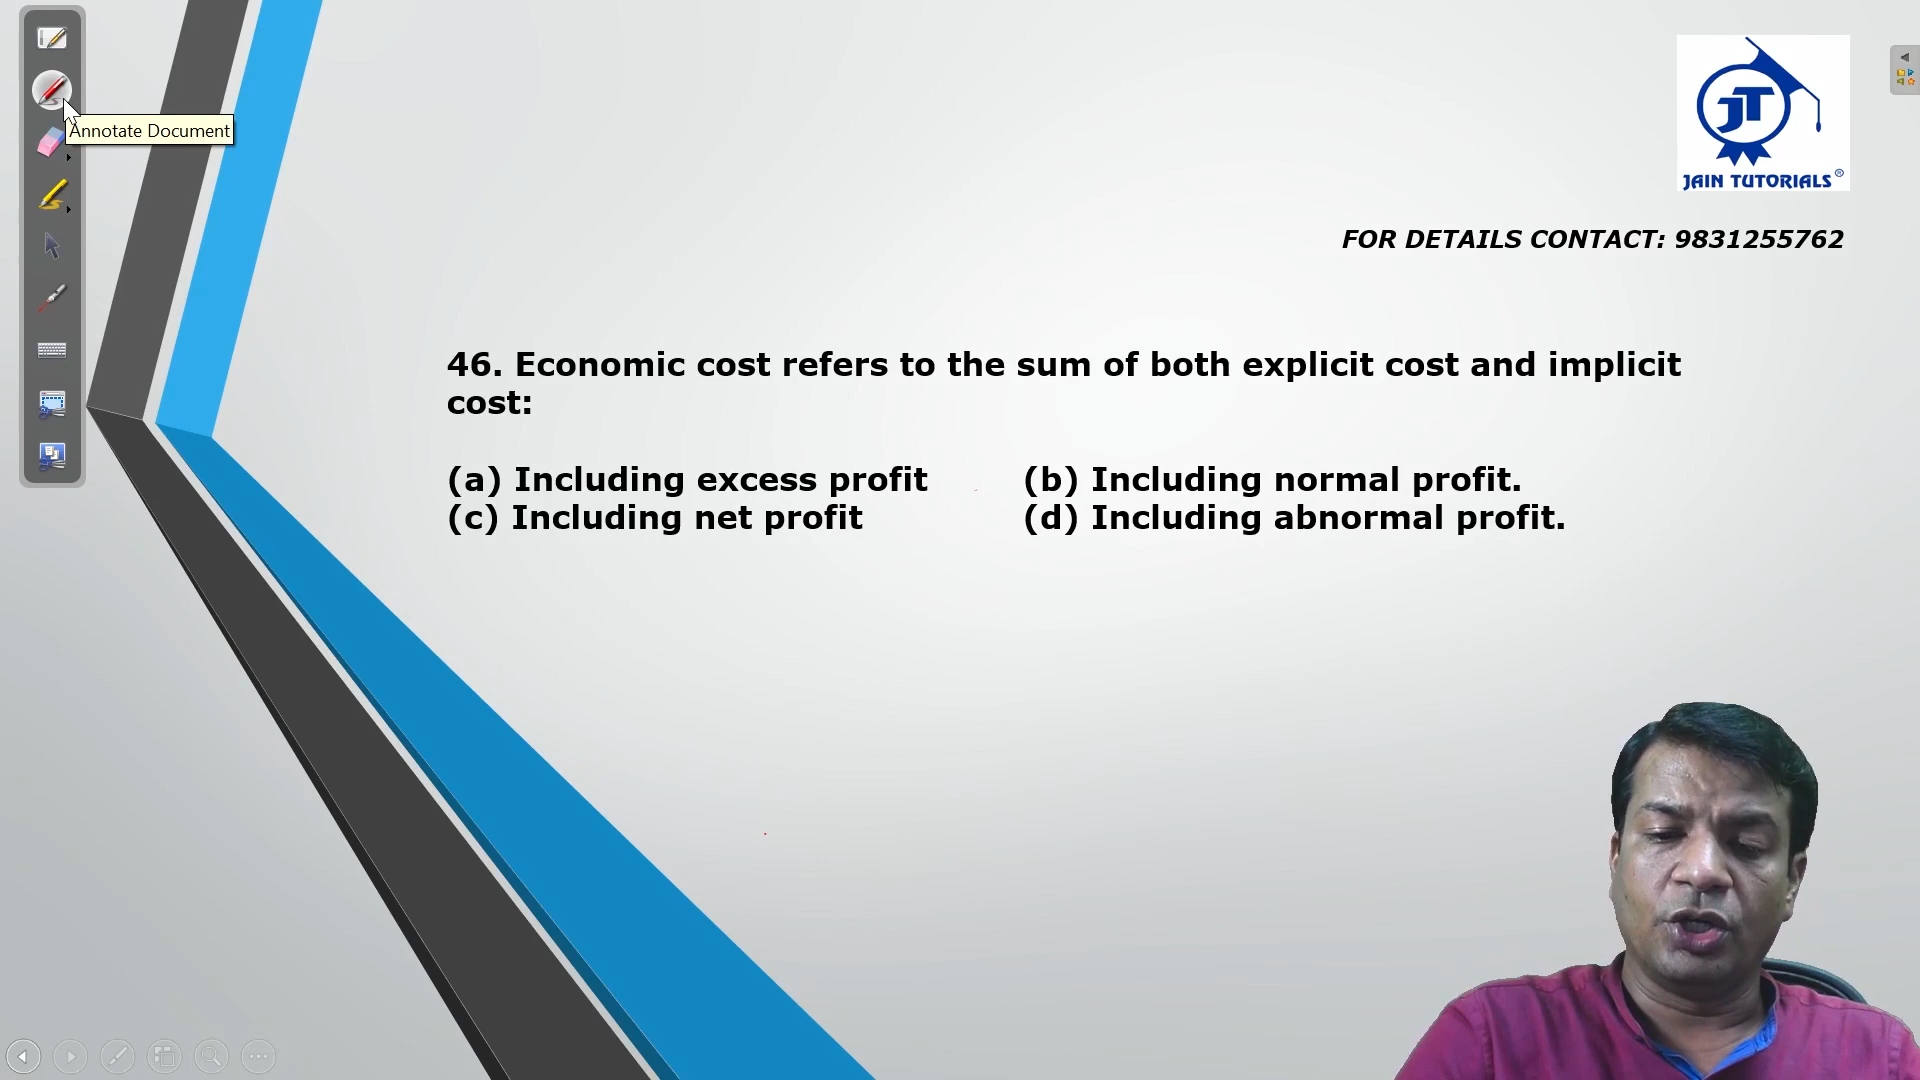 Annotate Document
JT
JAIN TUTORIALS®
FOR DETAILS CONTACT: 9831255762
46. Economic cost refers to the sum of both explicit cost and implicit
cost:
(a) Including excess profit (b) Including normal profit.
(c) Including net profit (d) Including abnormal profit.